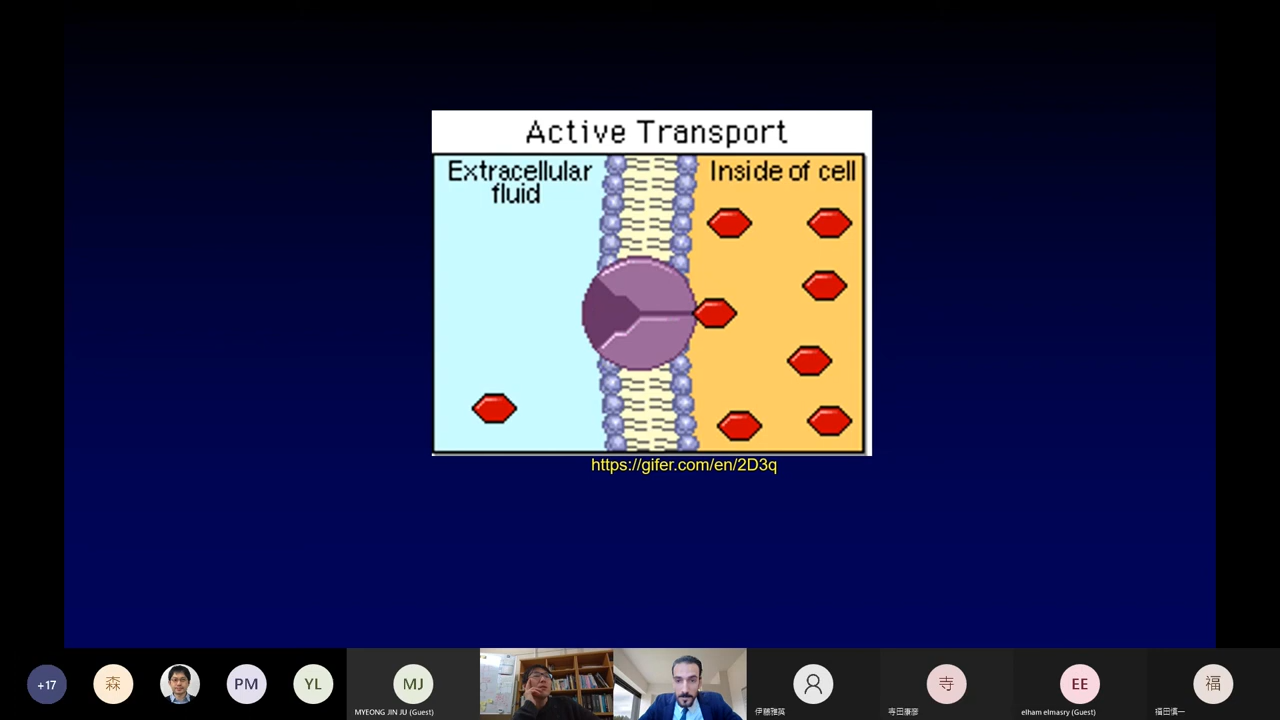 Active Transport
Extracellular
fluid
Inside of cell
https://gifer.com/en/2D3q
+17
森
PM
YL
MJ
MYEONG JIN JU (Guest)
伊藤雅英
寺
寺田康彦
EE
elham elmasry (Guest)
福
福田慎一